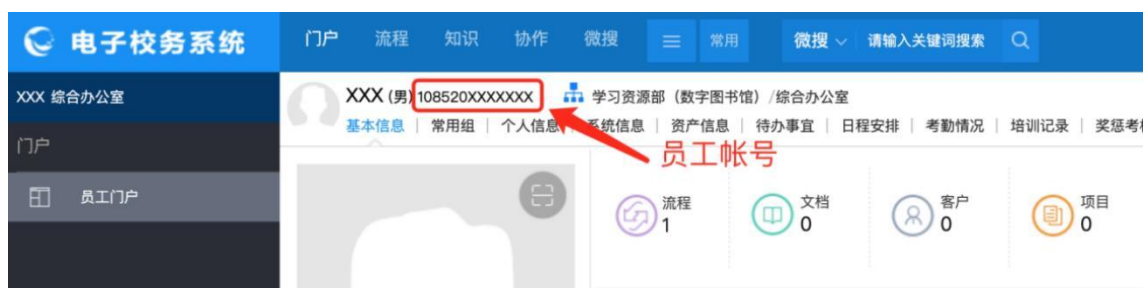 电子校务系统 门户 流程 知识 协作 微搜 常用 微搜 请输入关键词搜索
XXX 综合办公室
XXX (男) 108520XXXXXXX 学习资源部（数字图书馆）/综合办公室
基本信息 常用组 个人信息 系统信息 资产信息 待办事宜 日程安排 考勤情况 培训记录 奖惩考
门户
员工帐号
员工门户
流程 文档 客户 项目
1 0 0 0